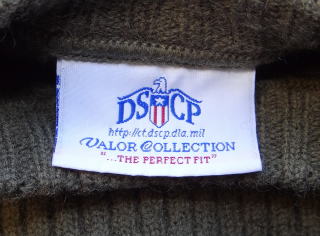 DSCP
http://ct.dscp.dla.mil
VALOR COLLECTION
"...THE PERFECT FIT"